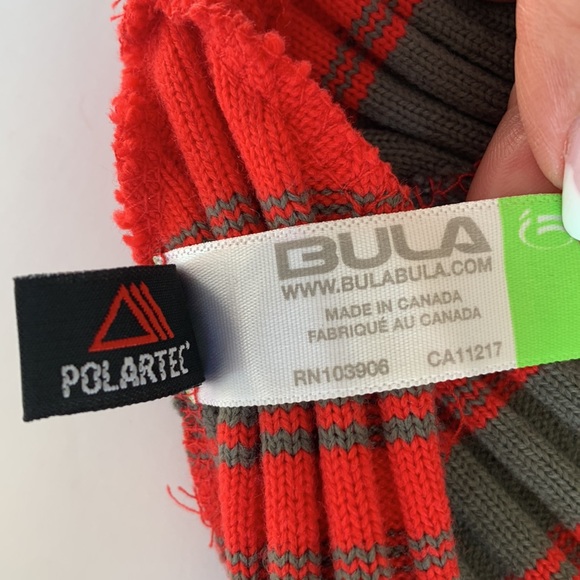 BULA
WWW.BULABULA.COM
MADE IN CANADA
FABRIQUÉ AU CANADA
RN103906 CA11217
POLARTEC